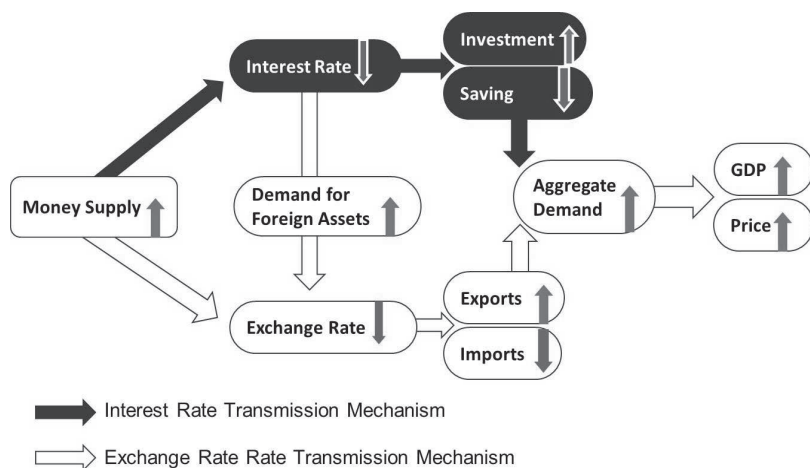 Investment
Interest Rate
Saving
Money Supply
Demand for
Foreign Assets
Aggregate
Demand
GDP
Price
Exchange Rate
Exports
Imports
Interest Rate Transmission Mechanism
Exchange Rate Rate Transmission Mechanism